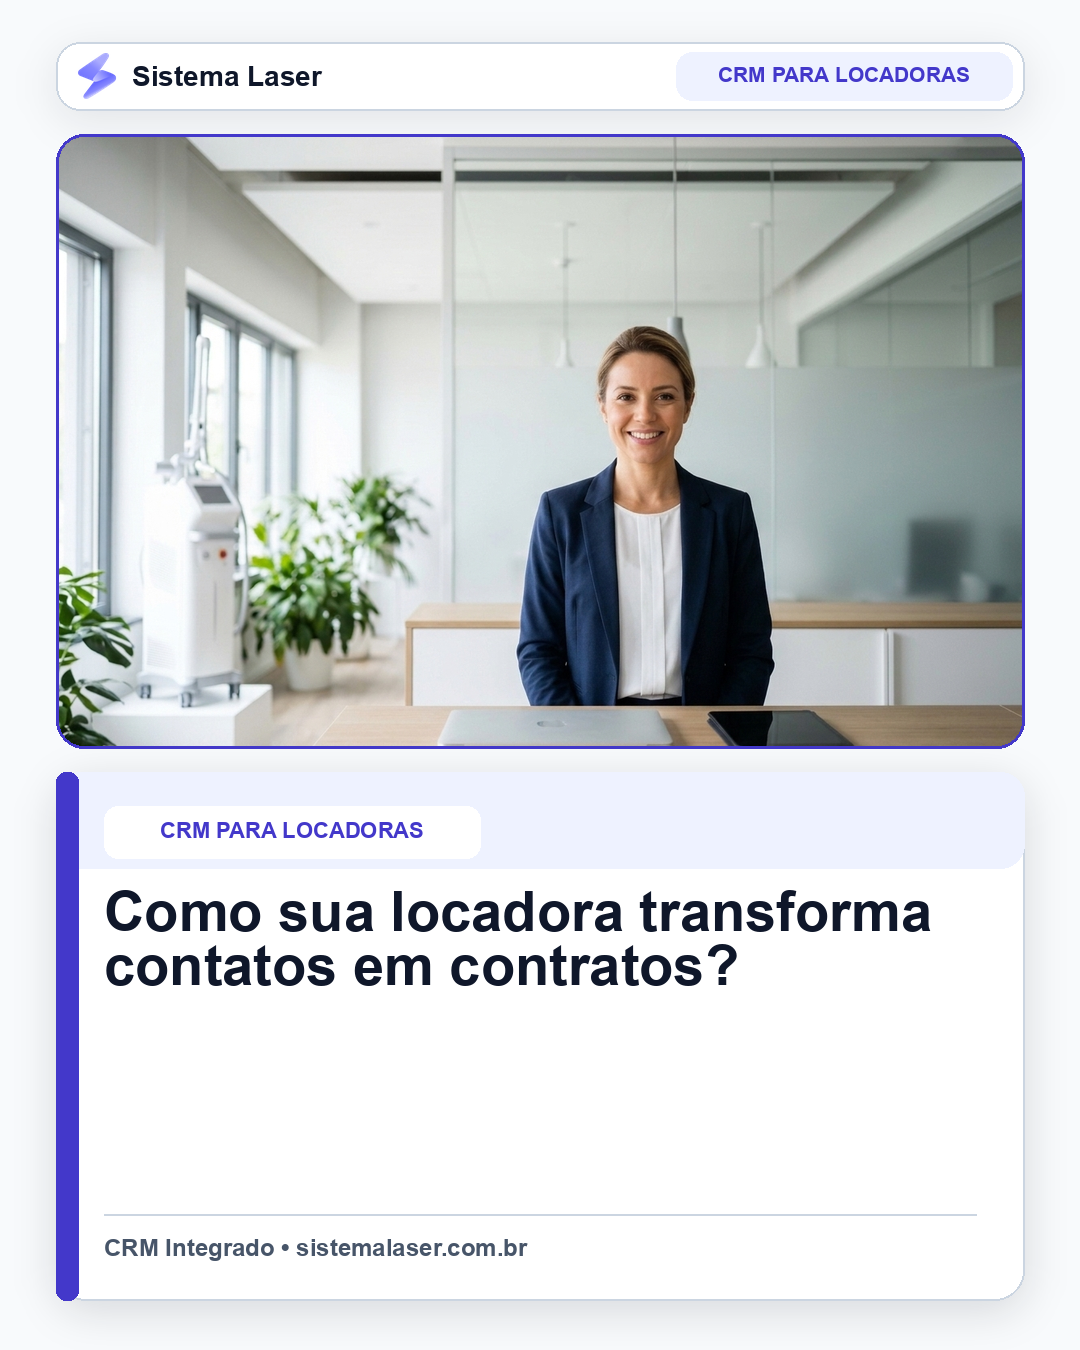 Sistema Laser
CRM PARA LOCADORAS
CRM PARA LOCADORAS
Como sua locadora transforma
contatos em contratos?
CRM Integrado • sistemalaser.com.br